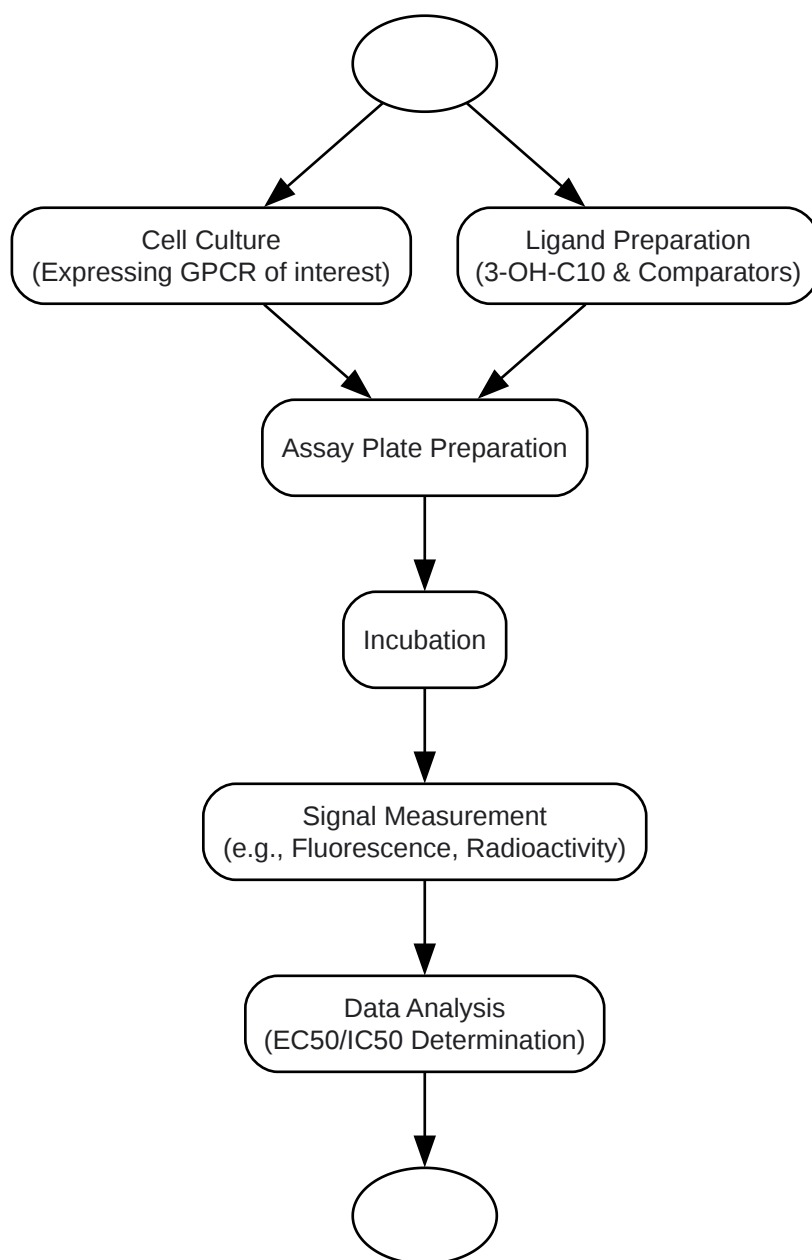 Cell Culture
(Expressing GPCR of interest)
Ligand Preparation
(3-OH-C10 & Comparators)
Assay Plate Preparation
Incubation
Signal Measurement
(e.g., Fluorescence, Radioactivity)
Data Analysis
(EC50/IC50 Determination)